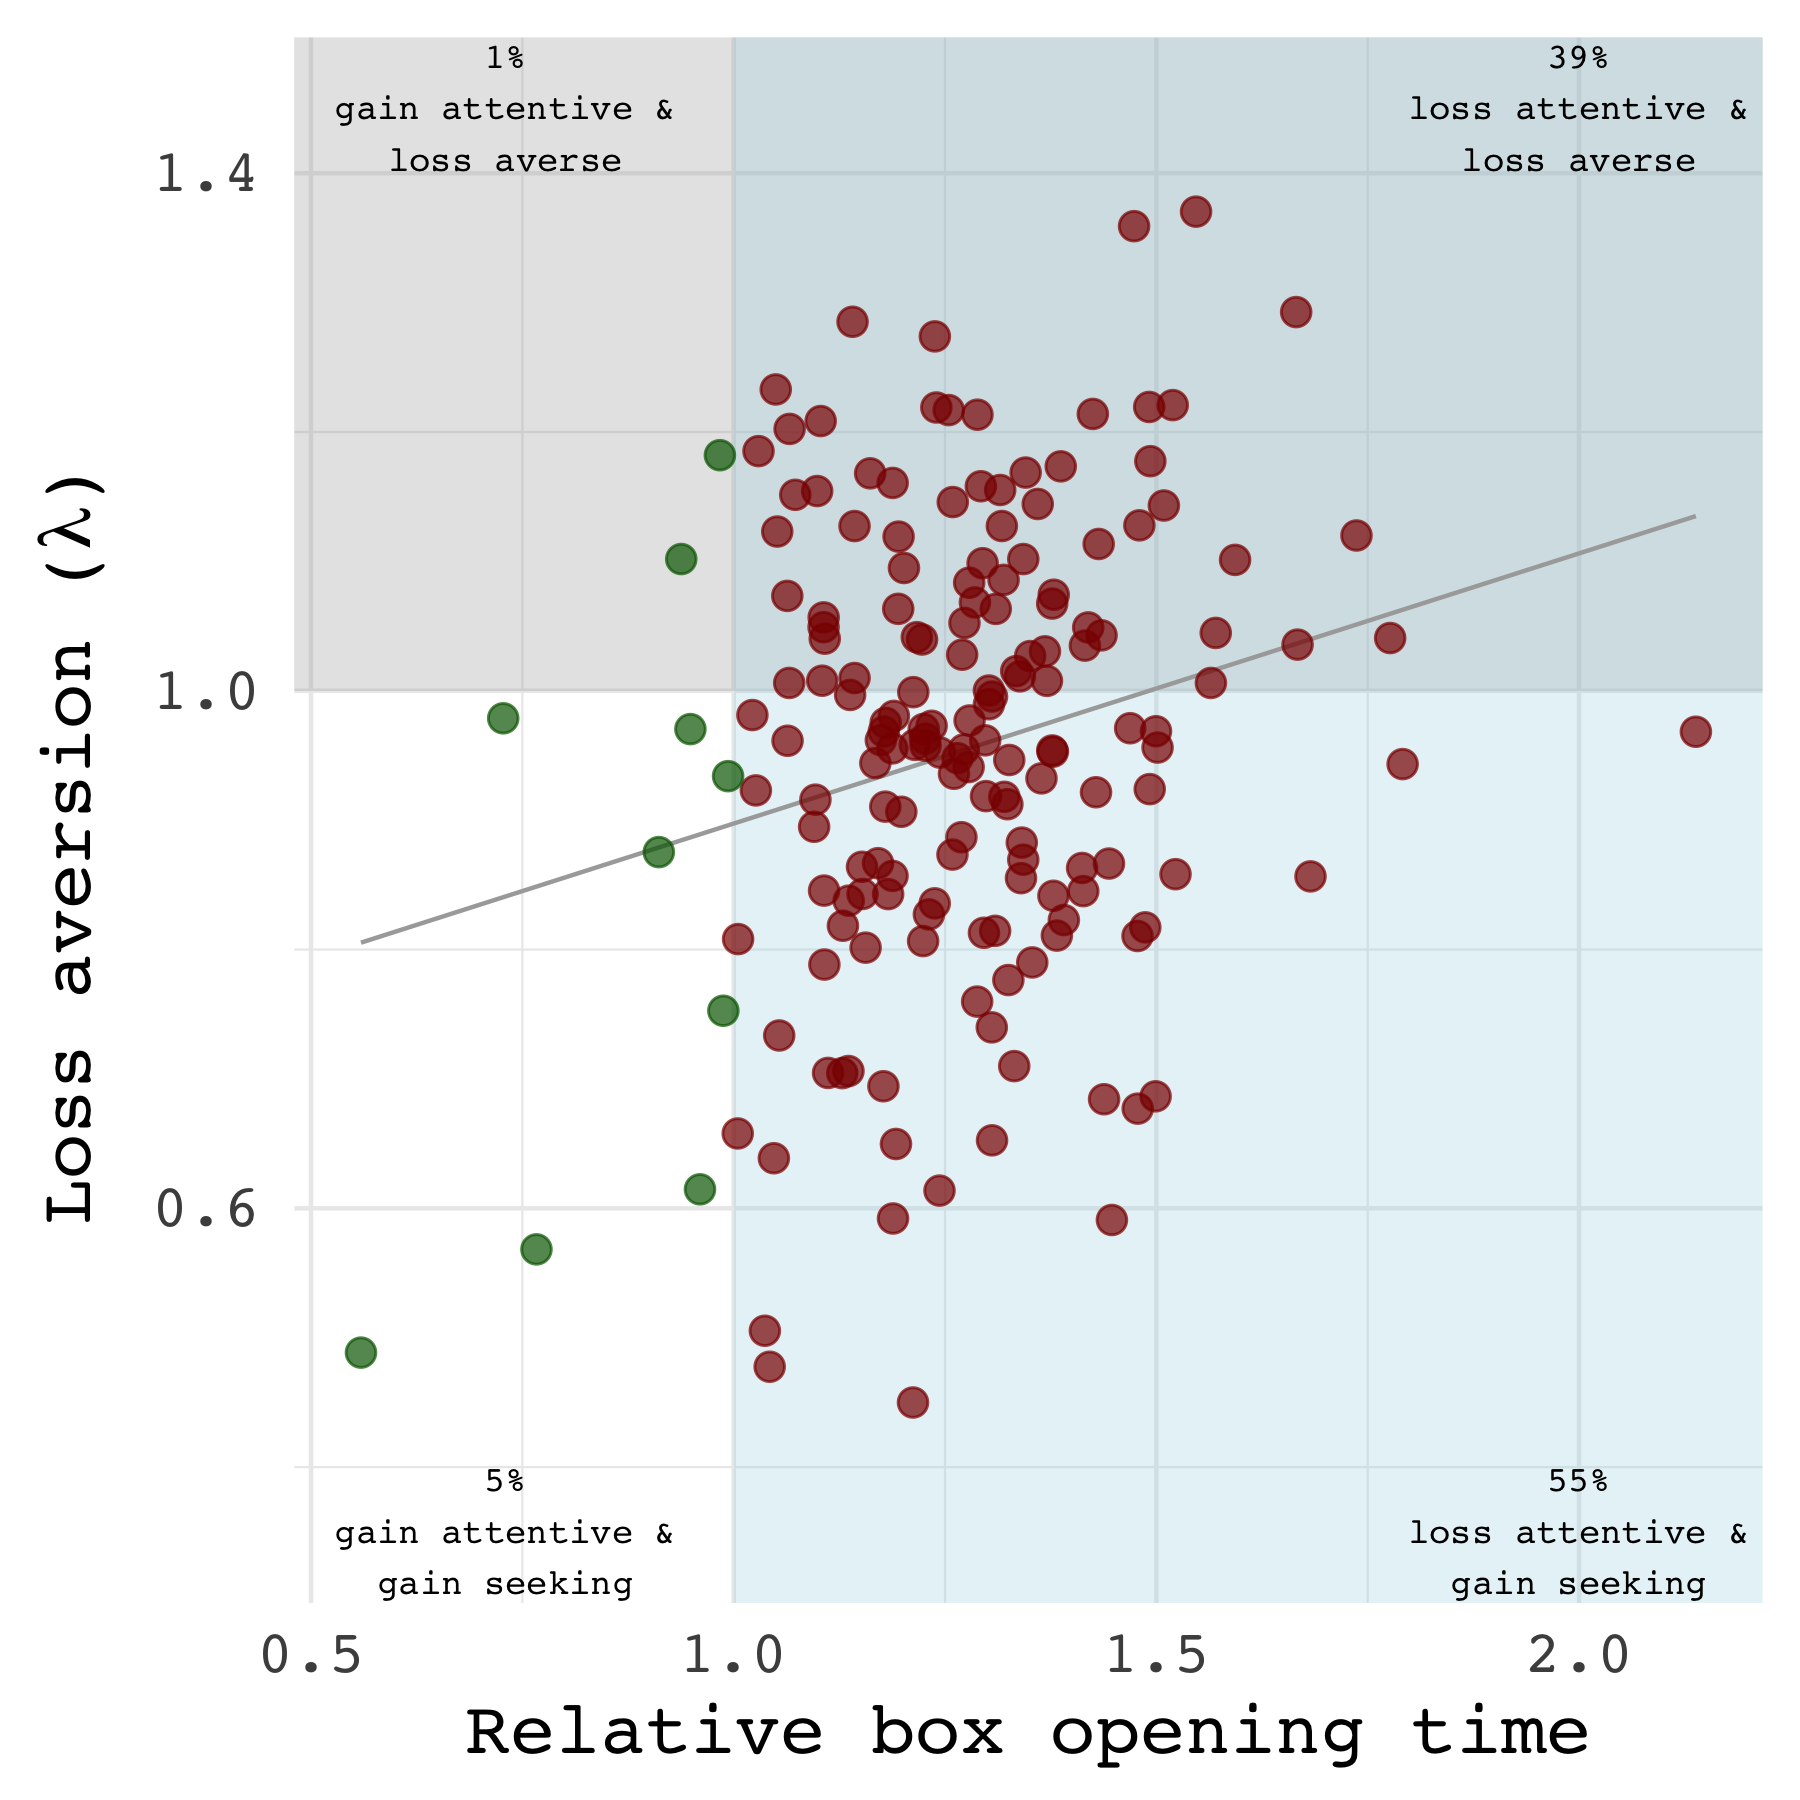 1%
gain attentive &
loss averse
39%
loss attentive &
loss averse
1.4
1.0
0.6
Loss aversion (λ)
5%
gain attentive &
gain seeking
55%
loss attentive &
gain seeking
0.5 1.0 1.5 2.0
Relative box opening time